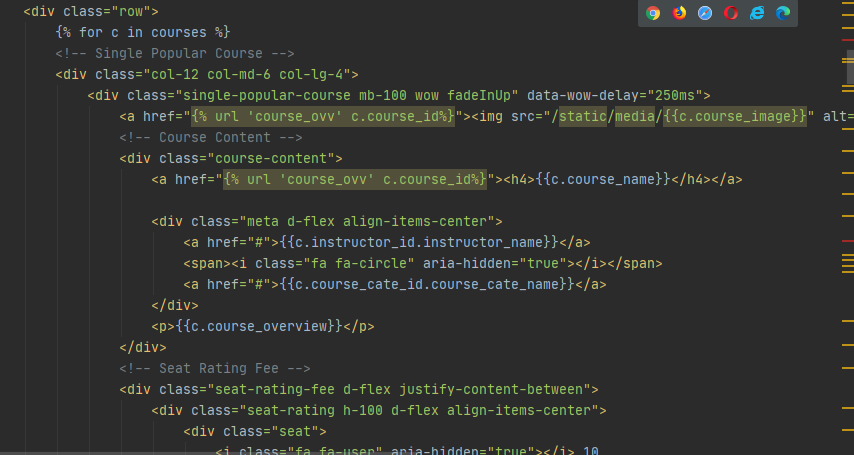 <div class="row">
{% for c in courses %}
<!-- Single Popular Course -->
<div class="col-12 col-md-6 col-lg-4">
<div class="single-popular-course mb-100 wow fadeInUp" data-wow-delay="250ms">
<a href="{% url 'course_ovv' c.course_id%}"><img src="/static/media/{{c.course_image}}" alt=
<!-- Course Content -->
<div class="course-content">
<a href="{% url 'course_ovv' c.course_id%}"><h4>{{c.course_name}}</h4></a>
<div class="meta d-flex align-items-center">
<a href="#">{{c.instructor_id.instructor_name}}</a>
<span><i class="fa fa-circle" aria-hidden="true"></i></span>
<a href="#">{{c.course_cate_id.course_cate_name}}</a>
</div>
<p>{{c.course_overview}}</p>
</div>
<!-- Seat Rating Fee -->
<div class="seat-rating-fee d-flex justify-content-between">
<div class="seat-rating h-100 d-flex align-items-center">
<div class="seat">
<i class="fa fa-user" aria-hidden="true"></i> 10